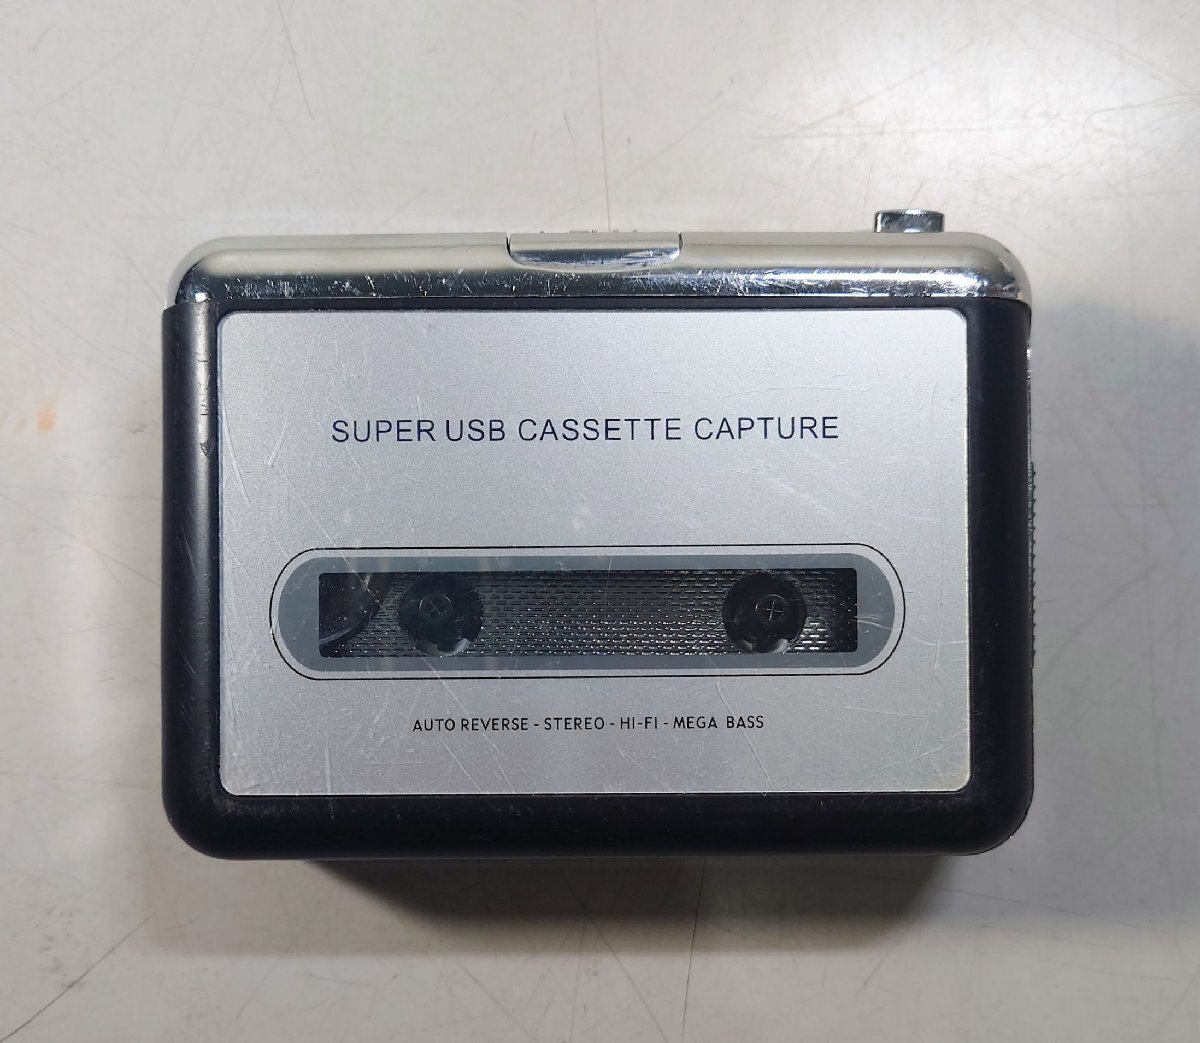 SUPER USB CASSETTE CAPTURE
AUTO REVERSE - STEREO - HI-FI - MEGA BASS